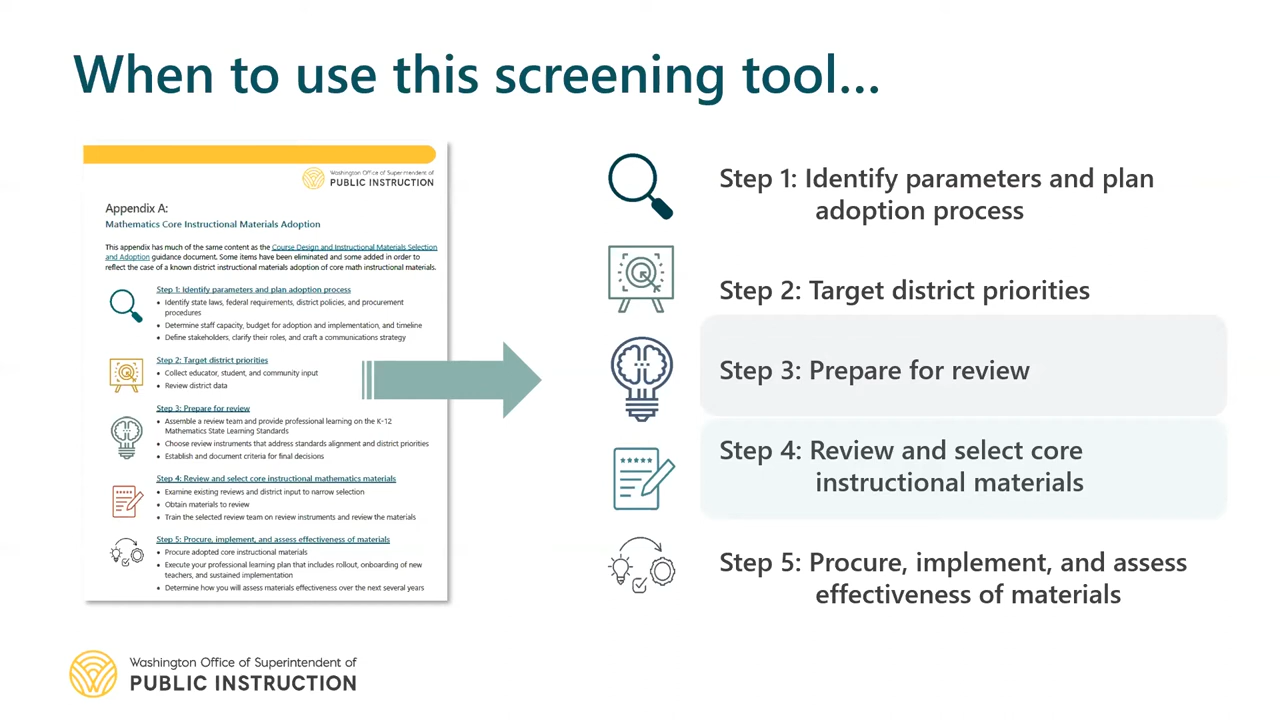 When to use this screening tool...
Washington Office of Superintendent of
PUBLIC INSTRUCTION
Appendix A:
Mathematics Core Instructional Materials Adoption
This appendix has much of the same content as the Course Design and Instructional Materials Selection
and Adoption guidance document. Some items have been eliminated and some added in order to
reflect the case of a known district instructional materials adoption of core math instructional materials.
Step 1: Identify parameters and plan adoption process
• Identify state laws, federal requirements, district policies, and procurement
procedures
• Determine staff capacity, budget for adoption and implementation, and timeline
• Define stakeholders, clarify their roles, and craft a communications strategy
Step 2: Target district priorities
• Collect educator, student, and community input
• Review district data
Step 3: Prepare for review
• Assemble a review team and provide professional learning on the K-12
Mathematics State Learning Standards
• Choose review instruments that address standards alignment and district priorities
• Establish and document criteria for final decisions
Step 4: Review and select core instructional mathematics materials
• Examine existing reviews and district input to narrow selection
• Obtain materials to review
• Train the selected review team on review instruments and review the materials
Step 5: Procure, implement, and assess effectiveness of materials
• Procure adopted core instructional materials
• Execute your professional learning plan that includes rollout, onboarding of new
teachers, and sustained implementation
• Determine how you will assess materials effectiveness over the next several years
Step 1: Identify parameters and plan
adoption process
Step 2: Target district priorities
Step 3: Prepare for review
Step 4: Review and select core
instructional materials
Step 5: Procure, implement, and assess
effectiveness of materials
Washington Office of Superintendent of
PUBLIC INSTRUCTION